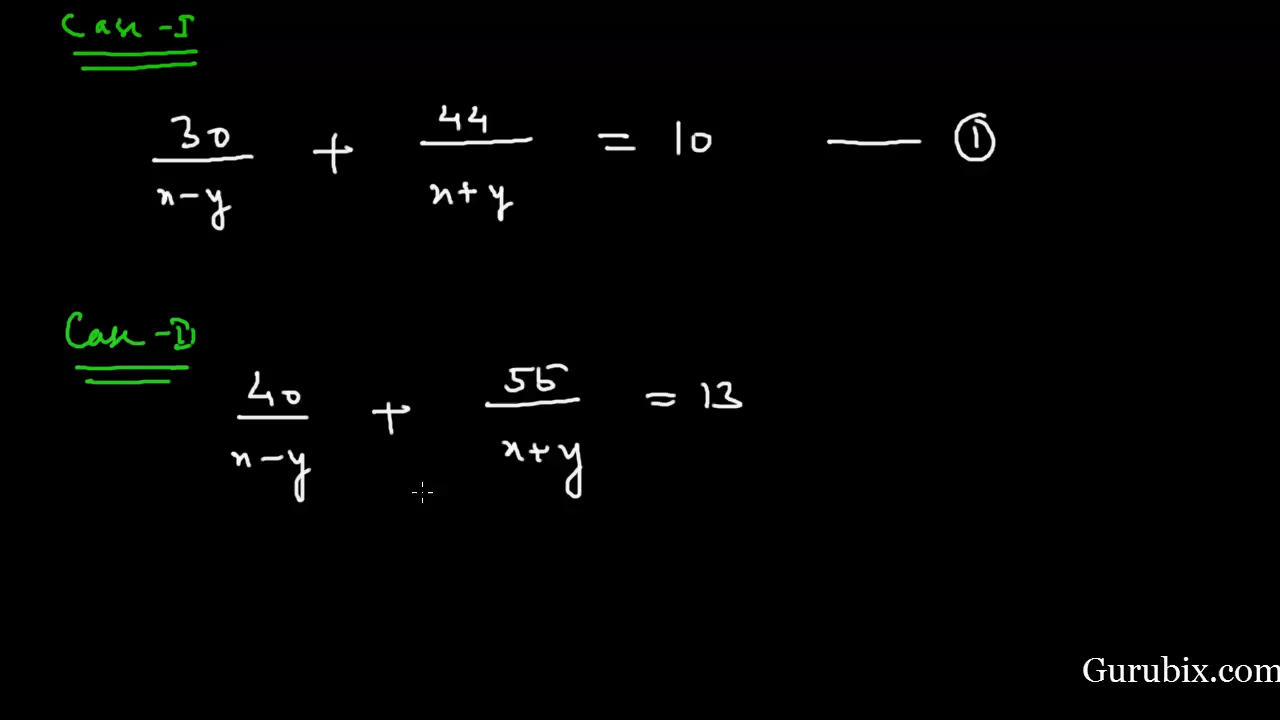 Case - I
30/(x-y) + 44/(x+y) = 10 —— ①
Case - II
40/(x-y) + 55/(x+y) = 13
Gurubix.com